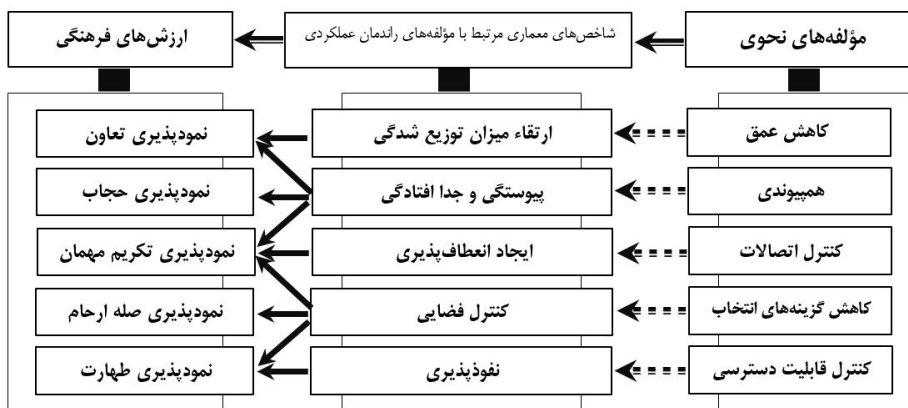 مؤلفه‌های نحوی
شاخص‌های معماری مرتبط با مؤلفه‌های راندمان عملکردی
ارزش‌های فرهنگی
کاهش عمق
ارتقاء میزان توزیع شدگی
نمودپذیری تعاون
همپیوندی
پیوستگی و جدا افتادگی
نمودپذیری حجاب
کنترل اتصالات
ایجاد انعطاف‌پذیری
نمودپذیری تکریم مهمان
کاهش گزینه‌های انتخاب
کنترل فضایی
نمودپذیری صله ارحام
کنترل قابلیت دسترسی
نفوذپذیری
نمودپذیری طهارت